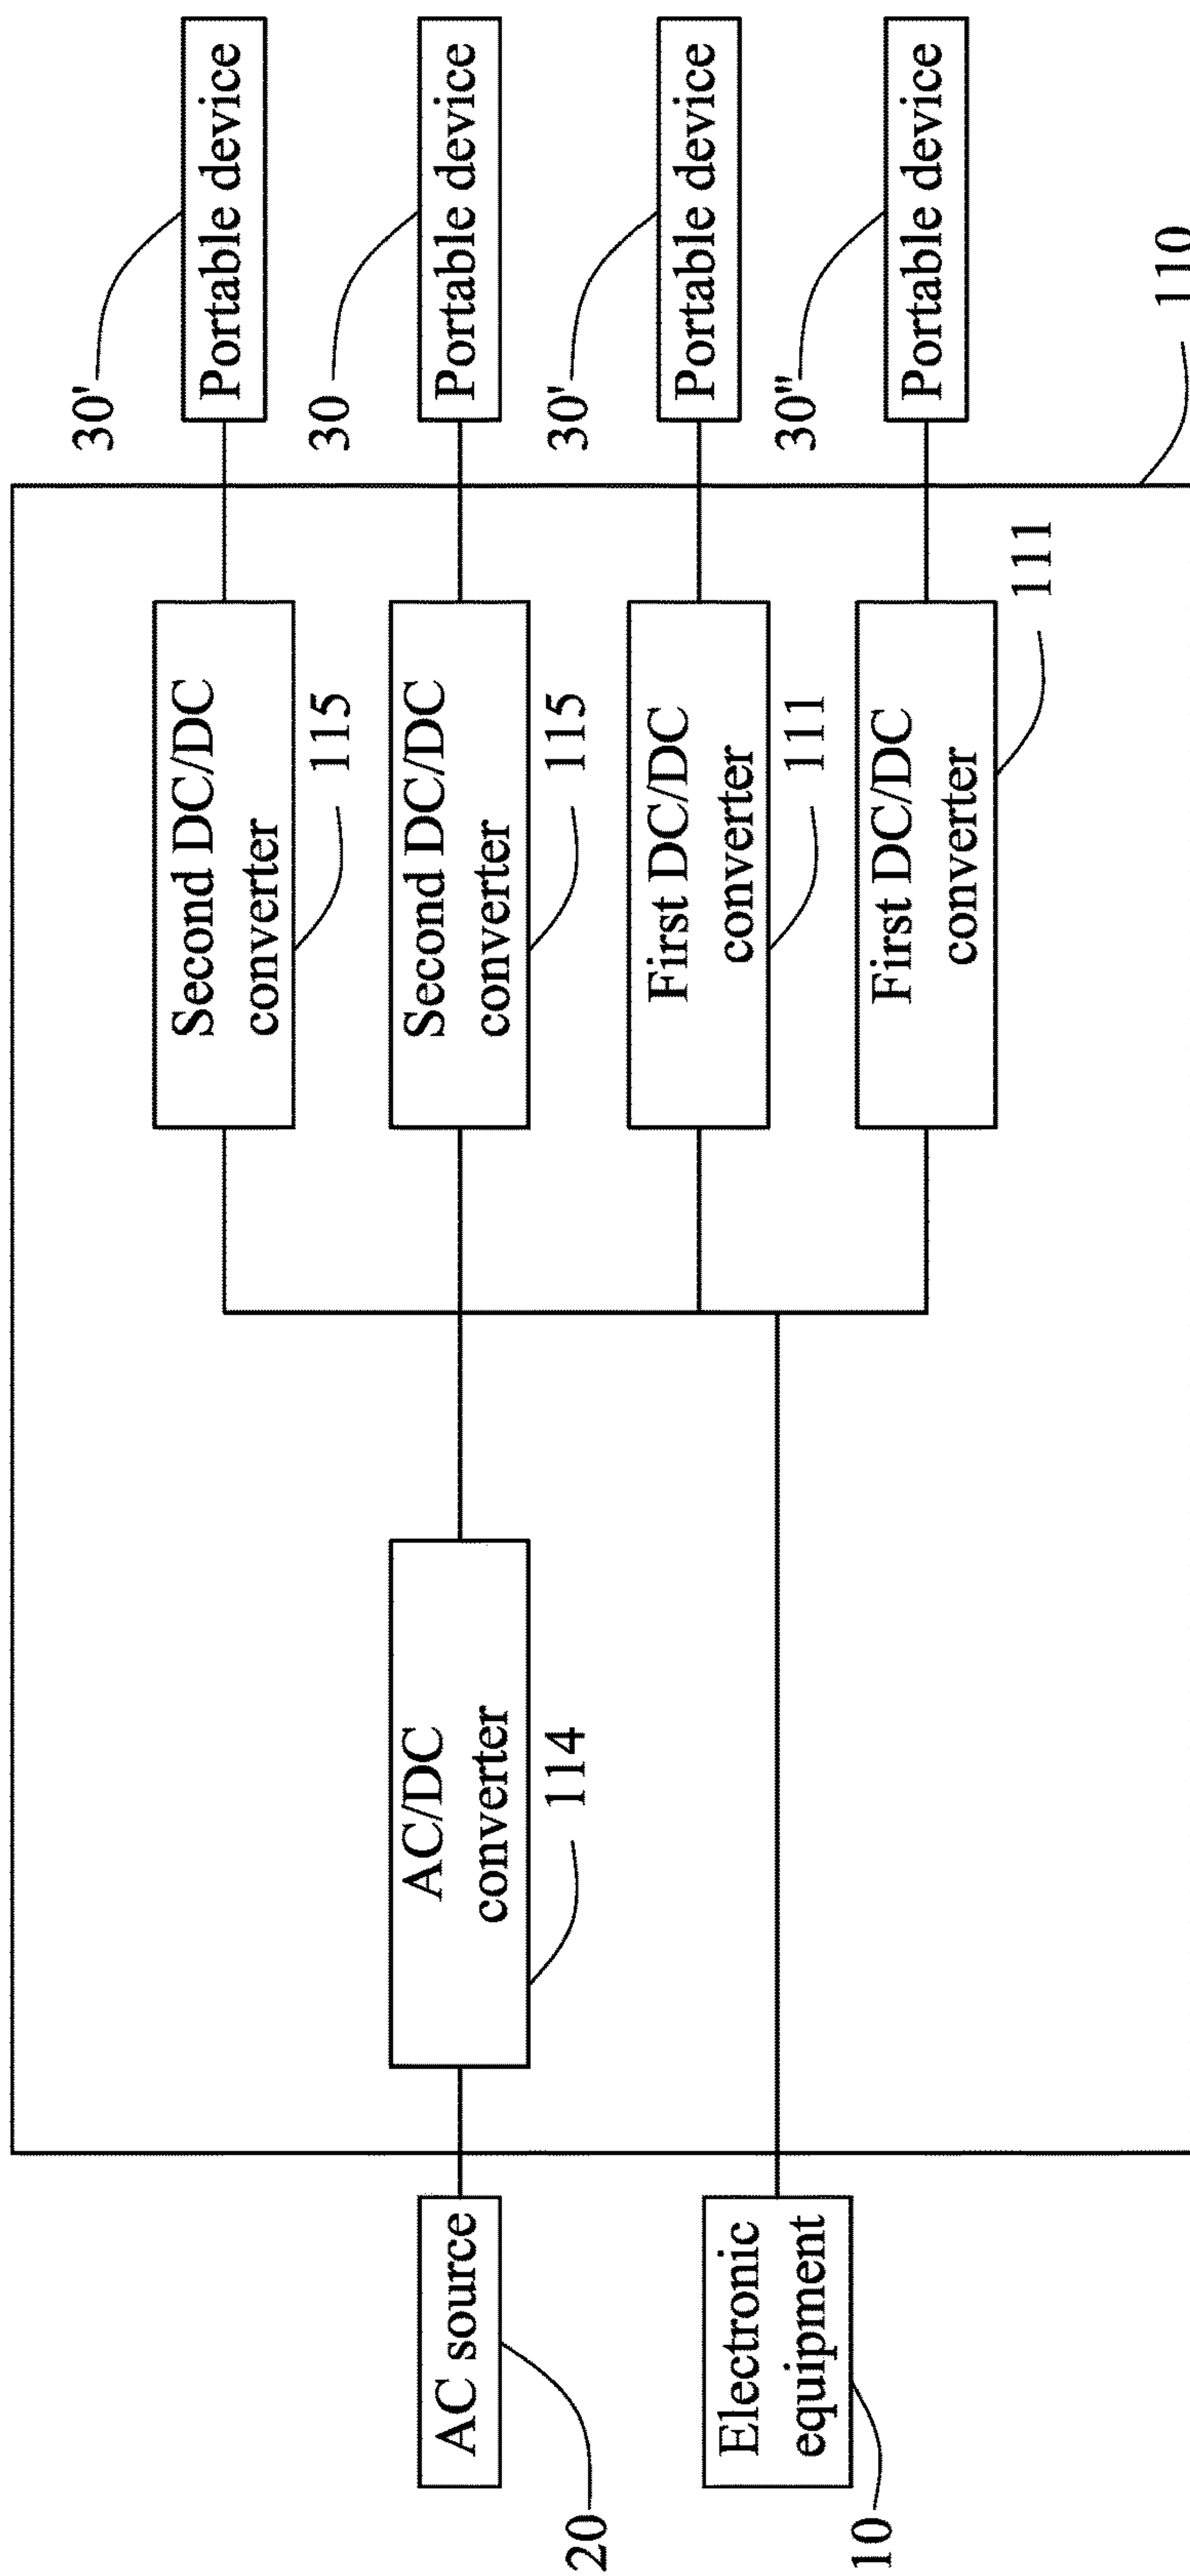 30'
Portable device
30
Portable device
30'
Portable device
30"
Portable device
110
Second DC/DC
converter
115
Second DC/DC
converter
115
First DC/DC
converter
111
First DC/DC
converter
111
AC/DC
converter
114
AC source
20
Electronic
equipment
10